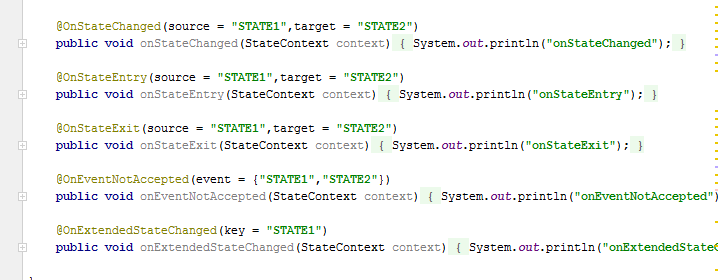 @OnStateChanged(source = "STATE1",target = "STATE2")
public void onStateChanged(StateContext context) { System.out.println("onStateChanged"); }
@OnStateEntry(source = "STATE1",target = "STATE2")
public void onStateEntry(StateContext context) { System.out.println("onStateEntry"); }
@OnStateExit(source = "STATE1",target = "STATE2")
public void onStateExit(StateContext context) { System.out.println("onStateExit"); }
@OnEventNotAccepted(event = {"STATE1","STATE2"})
public void onEventNotAccepted(StateContext context) { System.out.println("onEventNotAccepted")
@OnExtendedStateChanged(key = "STATE1")
public void onExtendedStateChanged(StateContext context) { System.out.println("onExtendedState